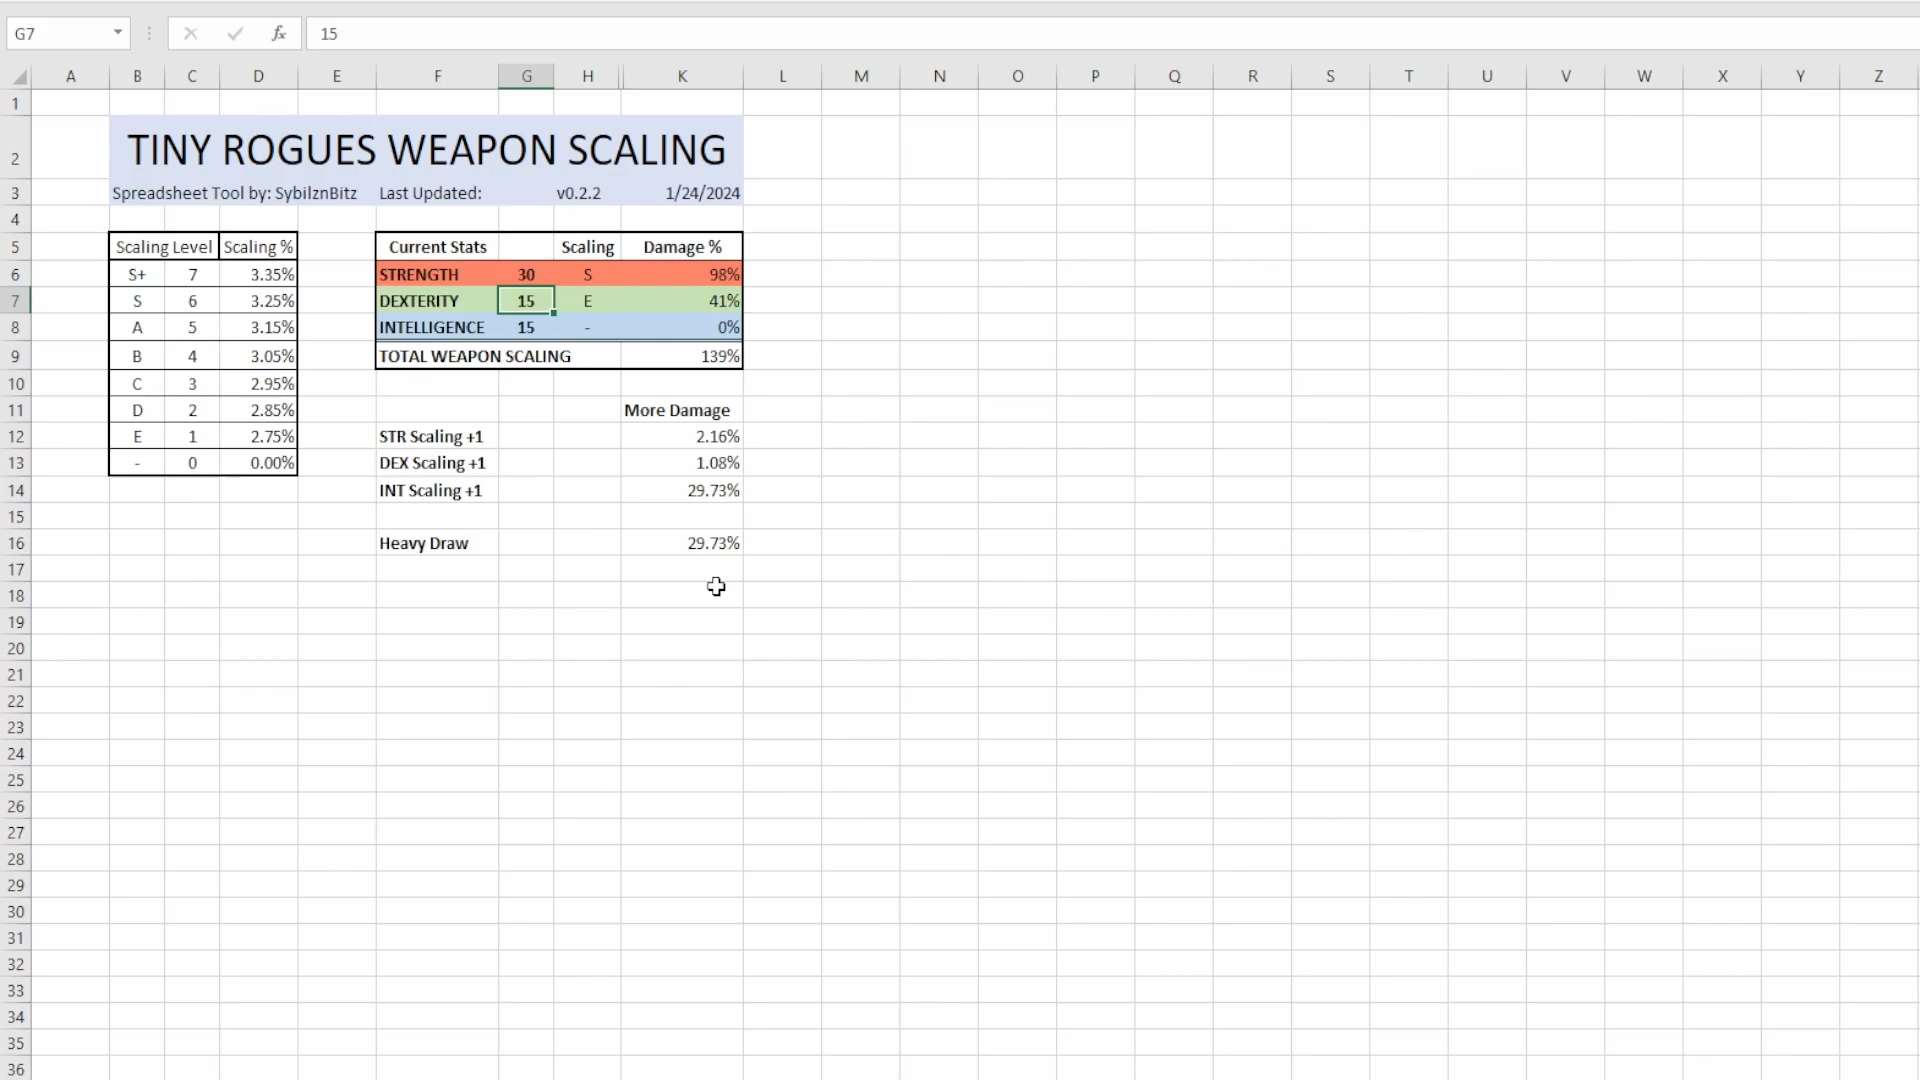 G7 fx 15
A B C D E F G H K L M N O P Q R S T U V W X Y Z
1
2 TINY ROGUES WEAPON SCALING
3 Spreadsheet Tool by: SybilznBitz Last Updated: v0.2.2 1/24/2024
4
5 Scaling Level Scaling % Current Stats Scaling Damage %
6 S+ 7 3.35% STRENGTH 30 S 98%
7 S 6 3.25% DEXTERITY 15 E 41%
8 A 5 3.15% INTELLIGENCE 15 - 0%
9 B 4 3.05% TOTAL WEAPON SCALING 139%
10 C 3 2.95%
11 D 2 2.85% More Damage
12 E 1 2.75% STR Scaling +1 2.16%
13 - 0 0.00% DEX Scaling +1 1.08%
14 INT Scaling +1 29.73%
15
16 Heavy Draw 29.73%
17
18
19
20
21
22
23
24
25
26
27
28
29
30
31
32
33
34
35
36